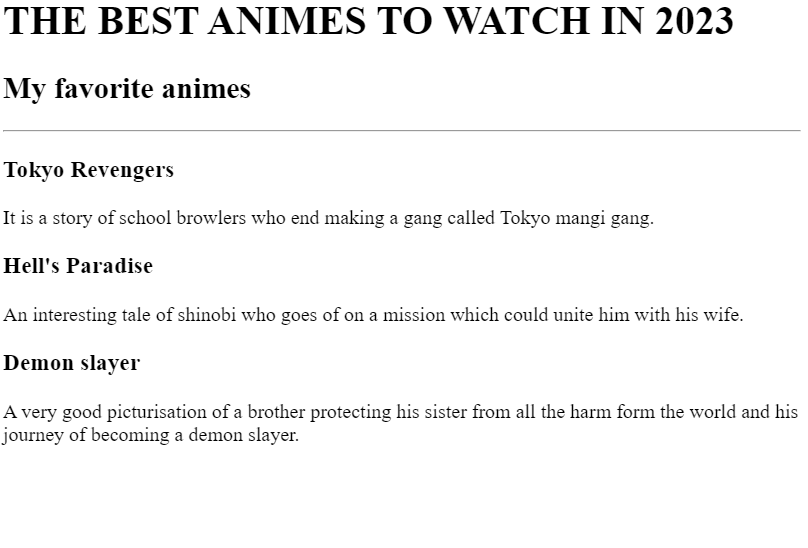 THE BEST ANIMES TO WATCH IN 2023
My favorite animes
Tokyo Revengers
It is a story of school browlers who end making a gang called Tokyo mangi gang.
Hell's Paradise
An interesting tale of shinobi who goes of on a mission which could unite him with his wife.
Demon slayer
A very good picturisation of a brother protecting his sister from all the harm form the world and his
journey of becoming a demon slayer.